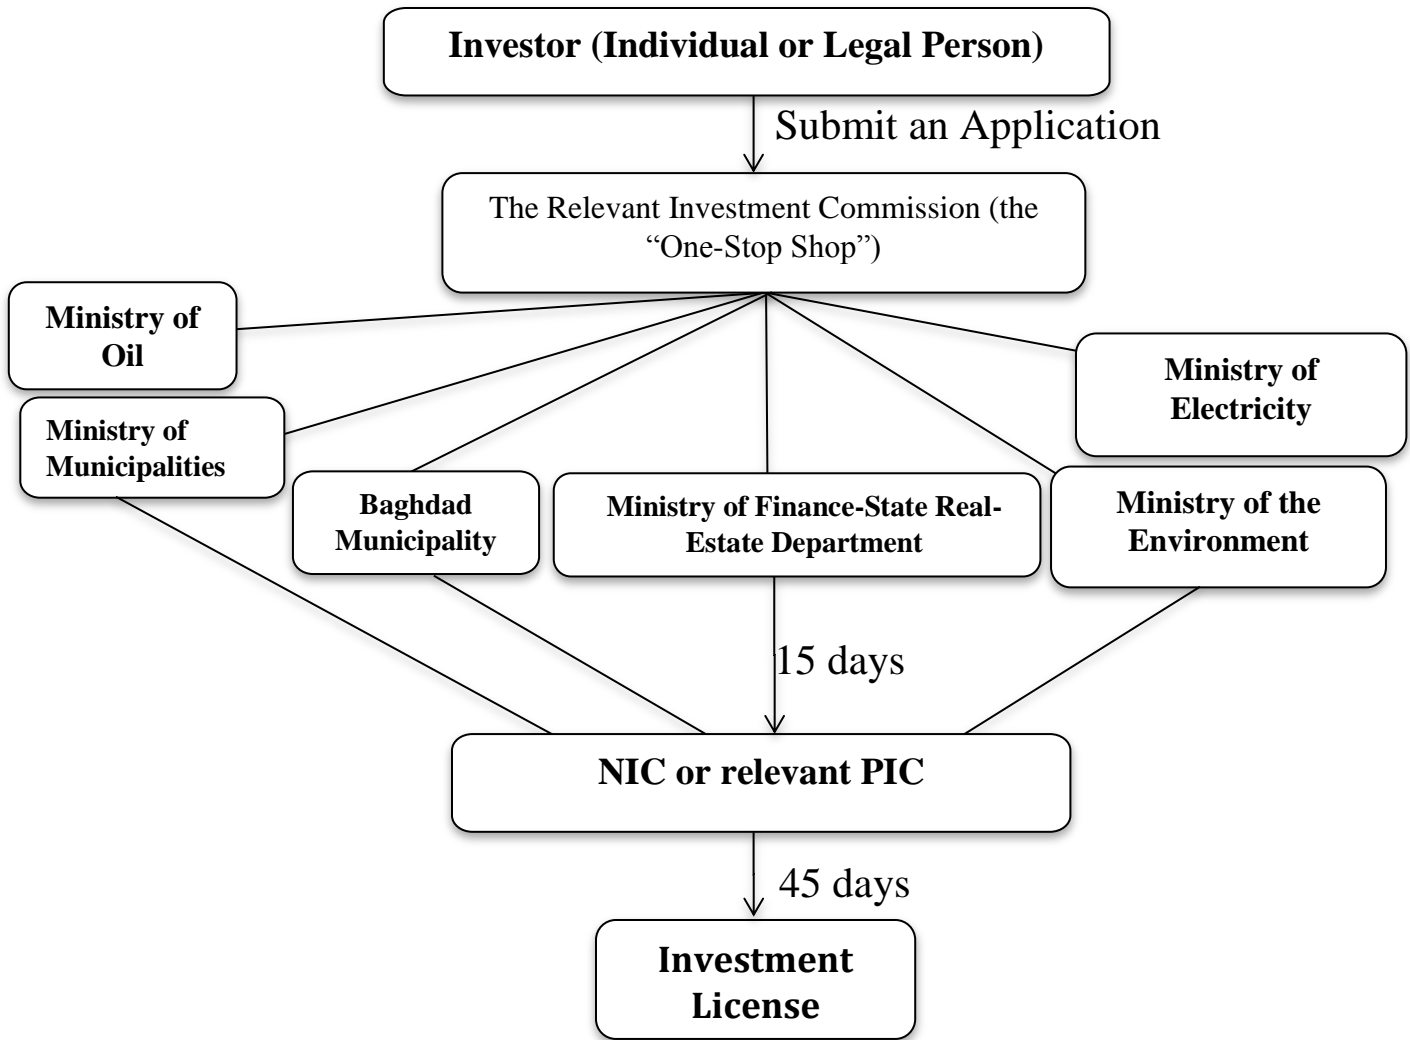 Investor (Individual or Legal Person)
Submit an Application
The Relevant Investment Commission (the
“One-Stop Shop”)
Ministry of
Oil
Ministry of
Electricity
Ministry of
Municipalities
Baghdad
Municipality
Ministry of Finance-State Real-
Estate Department
Ministry of the
Environment
15 days
NIC or relevant PIC
45 days
Investment
License